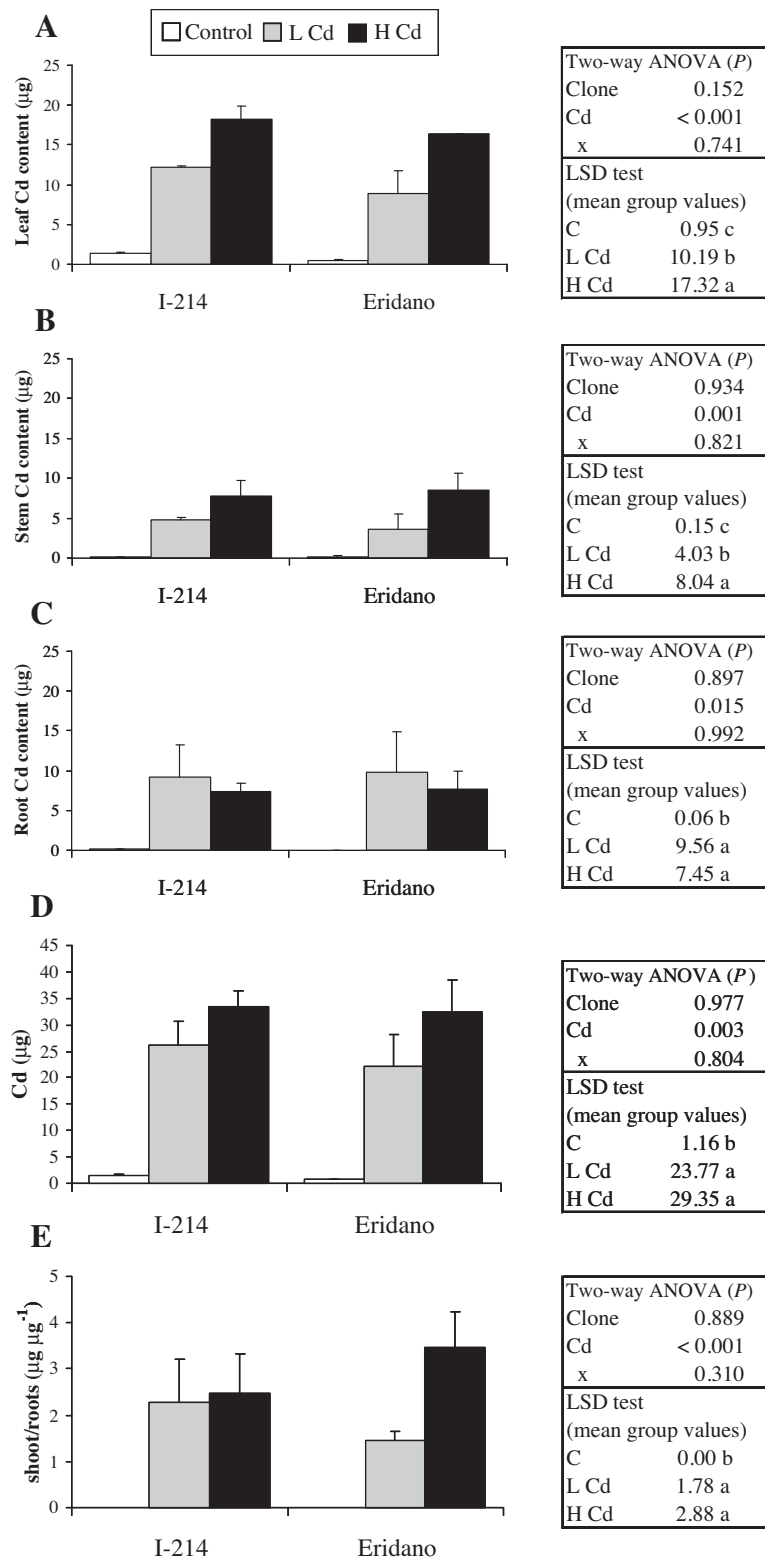 A
Control L Cd H Cd
Leaf Cd content (µg)
25
20
15
10
5
0
I-214 Eridano
Two-way ANOVA (P)
Clone 0.152
Cd < 0.001
x 0.741
LSD test
(mean group values)
C 0.95 c
L Cd 10.19 b
H Cd 17.32 a
B
Stem Cd content (µg)
25
20
15
10
5
0
I-214 Eridano
Two-way ANOVA (P)
Clone 0.934
Cd 0.001
x 0.821
LSD test
(mean group values)
C 0.15 c
L Cd 4.03 b
H Cd 8.04 a
C
Root Cd content (µg)
25
20
15
10
5
0
I-214 Eridano
Two-way ANOVA (P)
Clone 0.897
Cd 0.015
x 0.992
LSD test
(mean group values)
C 0.06 b
L Cd 9.56 a
H Cd 7.45 a
D
Cd (µg)
45
40
35
30
25
20
15
10
5
0
I-214 Eridano
Two-way ANOVA (P)
Clone 0.977
Cd 0.003
x 0.804
LSD test
(mean group values)
C 1.16 b
L Cd 23.77 a
H Cd 29.35 a
E
shoot/roots (µg µg⁻¹)
5
4
3
2
1
0
I-214 Eridano
Two-way ANOVA (P)
Clone 0.889
Cd < 0.001
x 0.310
LSD test
(mean group values)
C 0.00 b
L Cd 1.78 a
H Cd 2.88 a